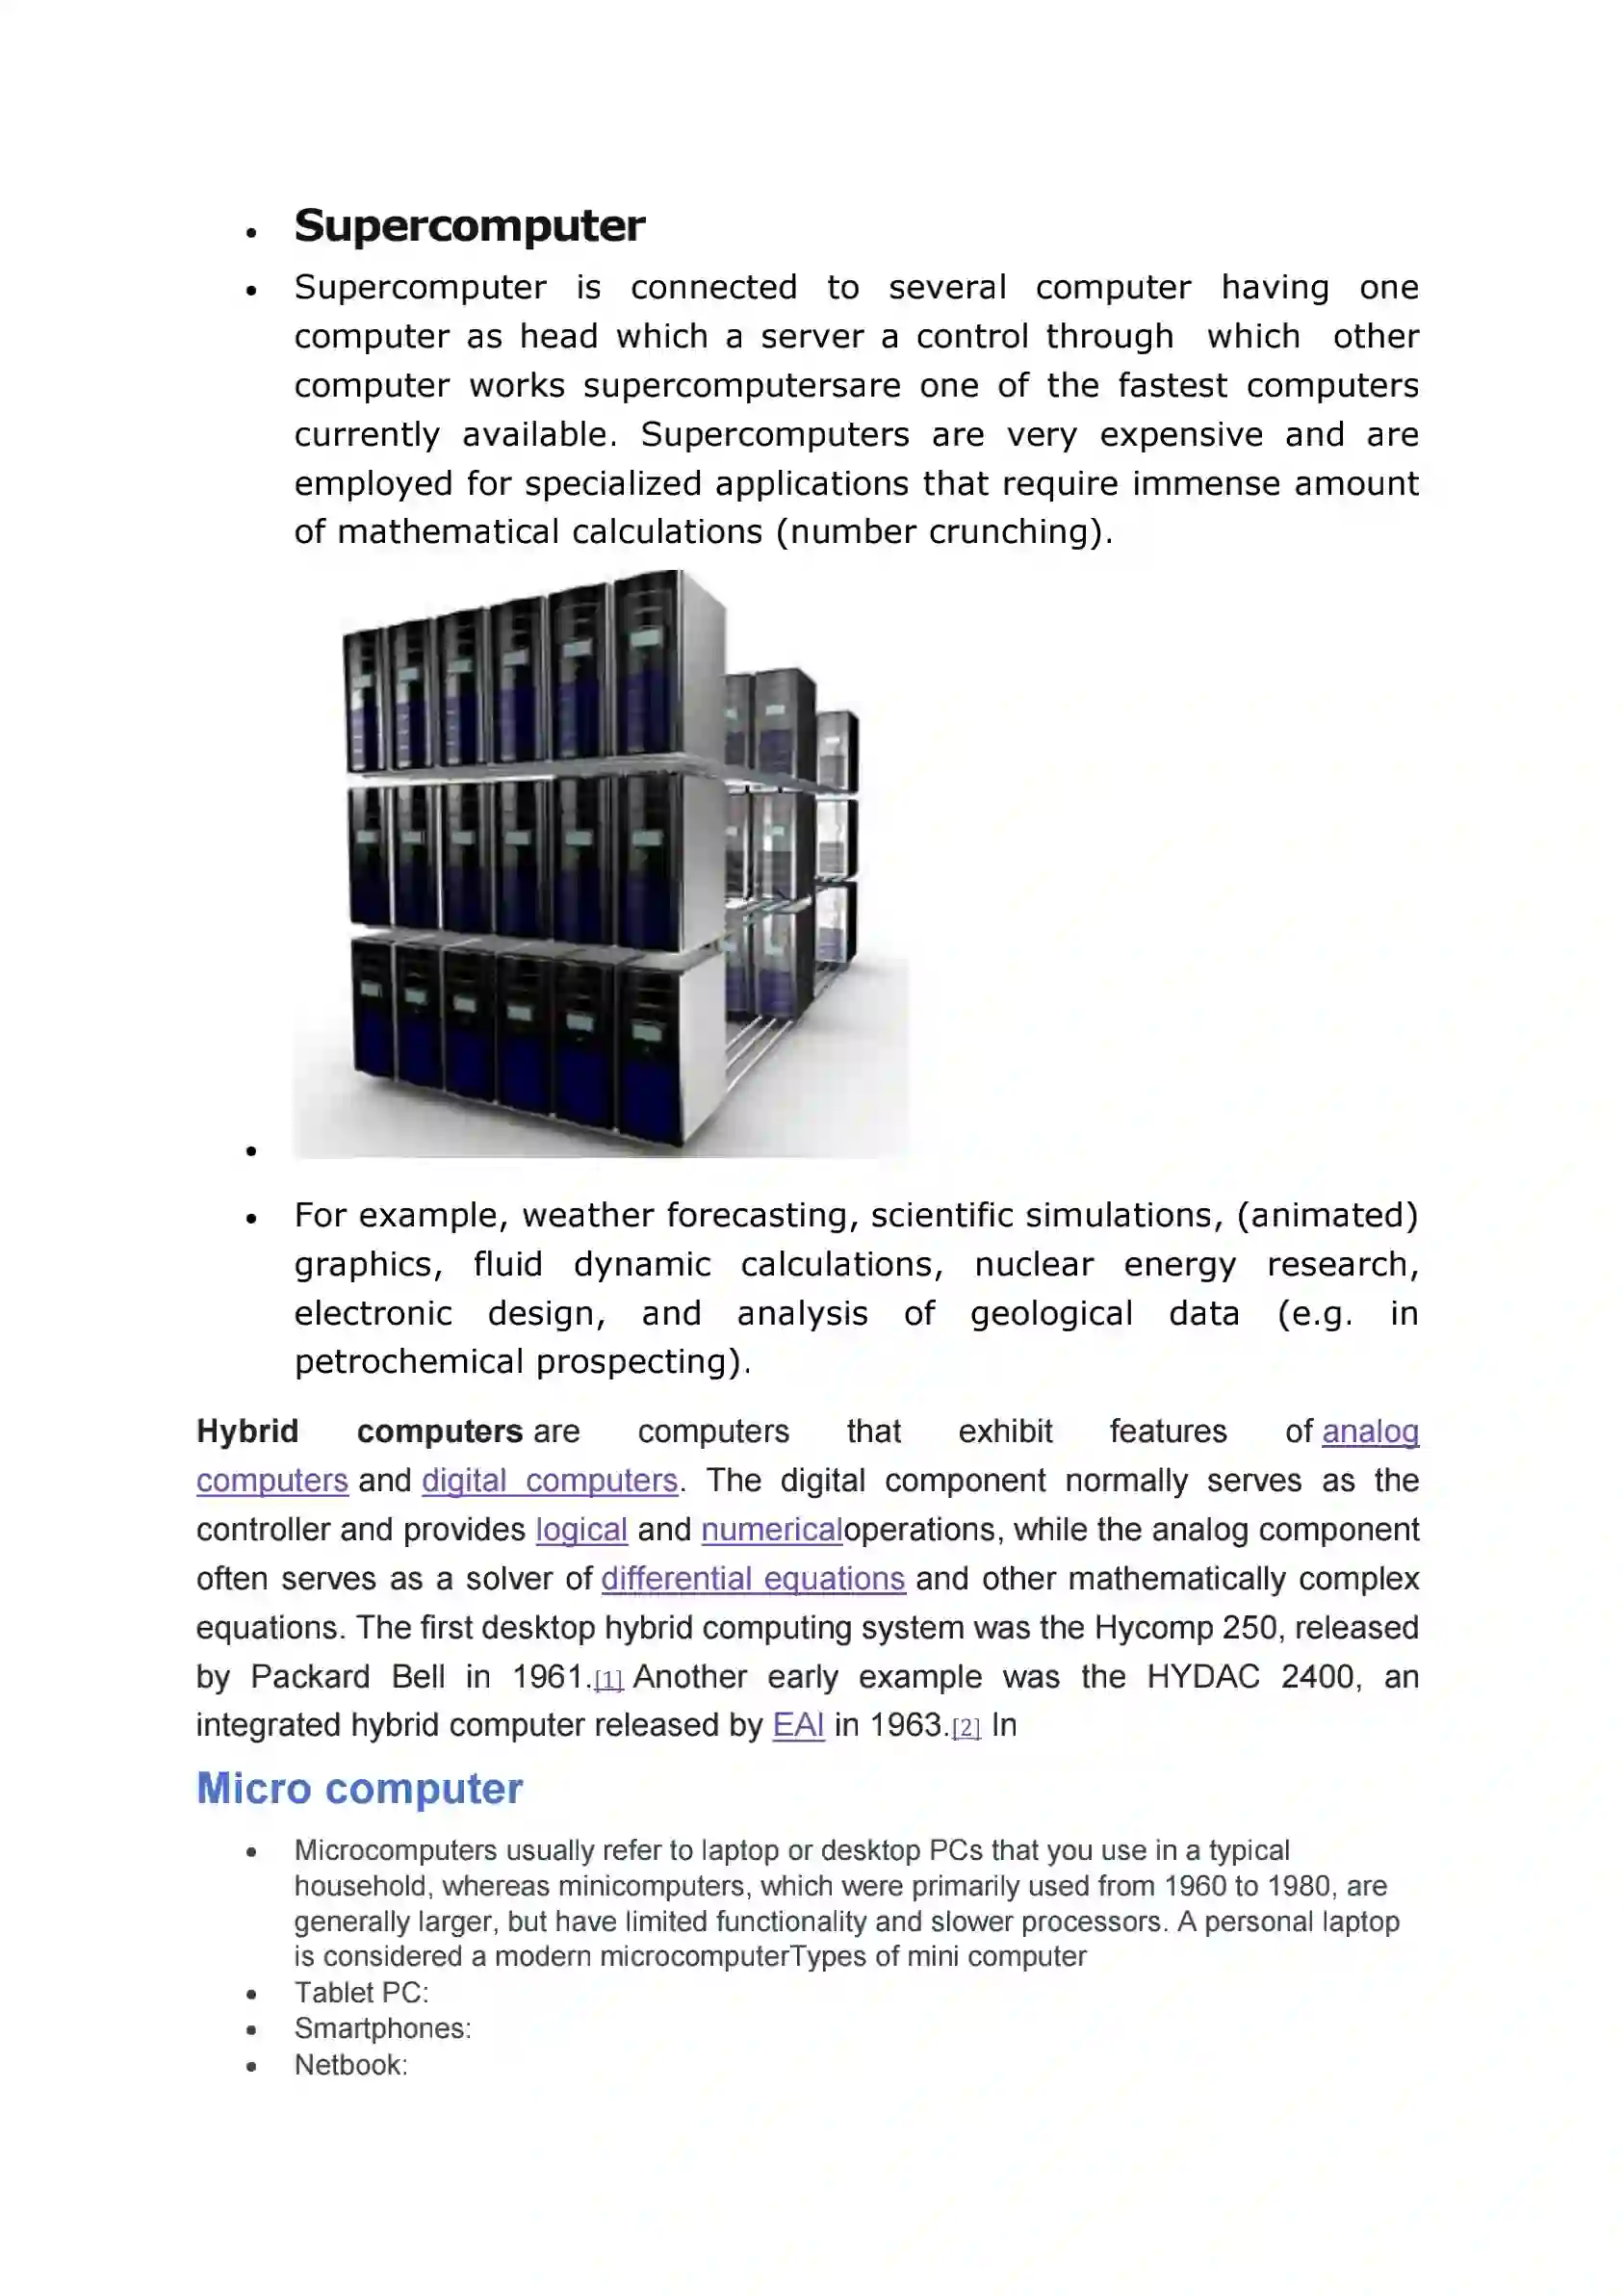 Supercomputer
Supercomputer is connected to several computer having one
computer as head which a server a control through which other
computer works supercomputersare one of the fastest computers
currently available. Supercomputers are very expensive and are
employed for specialized applications that require immense amount
of mathematical calculations (number crunching).
For example, weather forecasting, scientific simulations, (animated)
graphics, fluid dynamic calculations, nuclear energy research,
electronic design, and analysis of geological data (e.g. in
petrochemical prospecting).
Hybrid computers are computers that exhibit features of analog
computers and digital computers. The digital component normally serves as the
controller and provides logical and numericaloperations, while the analog component
often serves as a solver of differential equations and other mathematically complex
equations. The first desktop hybrid computing system was the Hycomp 250, released
by Packard Bell in 1961.[1] Another early example was the HYDAC 2400, an
integrated hybrid computer released by EAI in 1963.[2] In
Micro computer
Microcomputers usually refer to laptop or desktop PCs that you use in a typical
household, whereas minicomputers, which were primarily used from 1960 to 1980, are
generally larger, but have limited functionality and slower processors. A personal laptop
is considered a modern microcomputerTypes of mini computer
Tablet PC:
Smartphones:
Netbook: